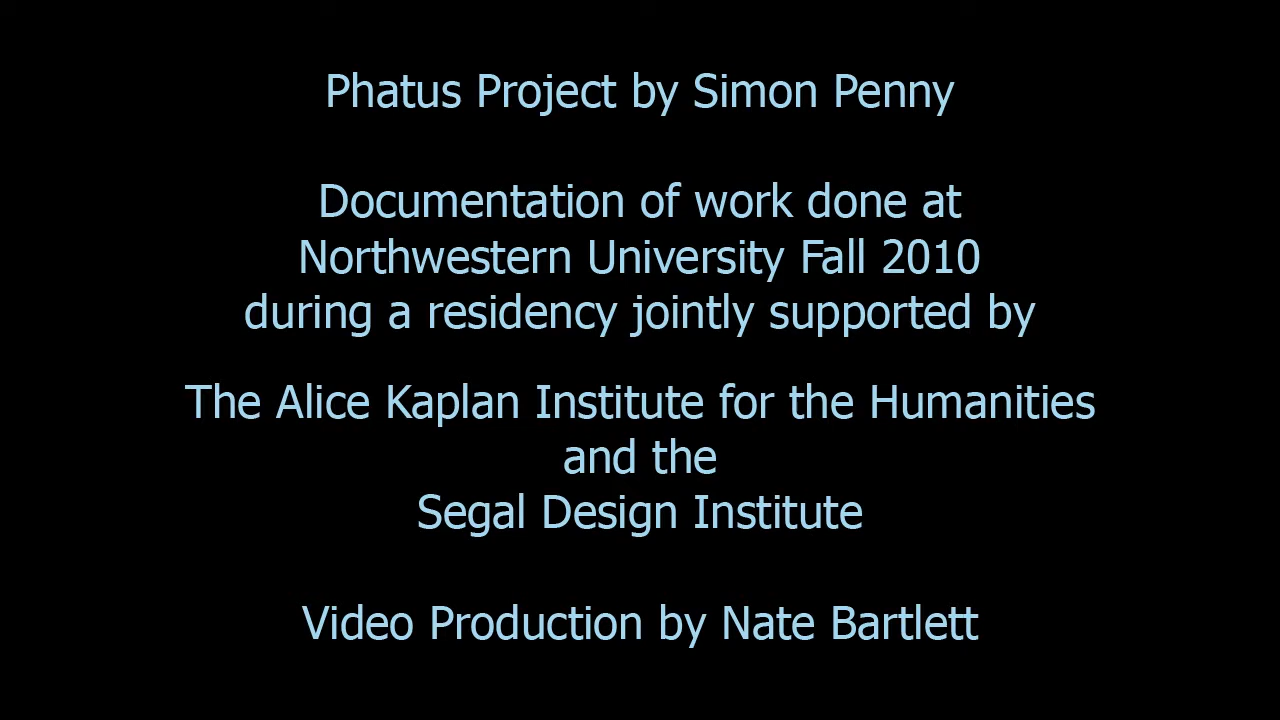 Phatus Project by Simon Penny
Documentation of work done at
Northwestern University Fall 2010
during a residency jointly supported by
The Alice Kaplan Institute for the Humanities
and the
Segal Design Institute
Video Production by Nate Bartlett